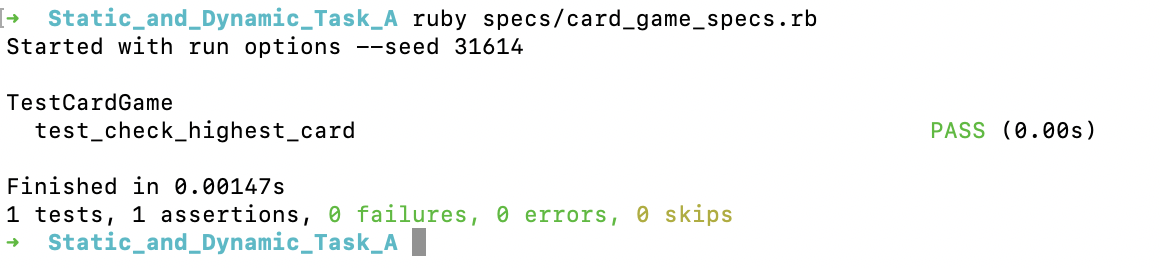 [➜ Static_and_Dynamic_Task_A ruby specs/card_game_specs.rb
Started with run options --seed 31614
TestCardGame
test_check_highest_card PASS (0.00s)
Finished in 0.00147s
1 tests, 1 assertions, 0 failures, 0 errors, 0 skips
➜ Static_and_Dynamic_Task_A